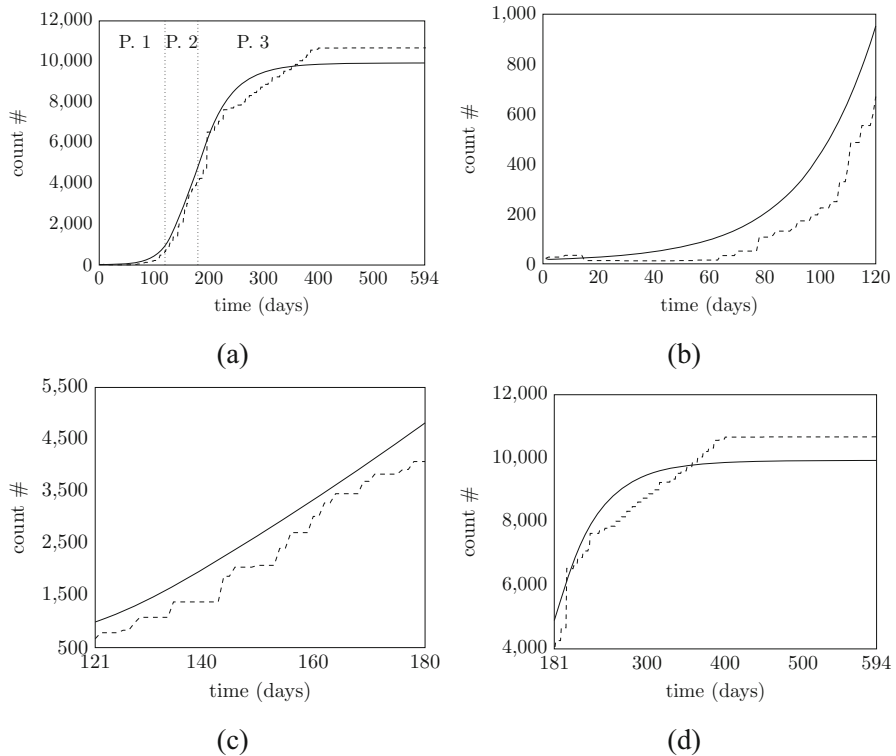 12,000
10,000
8,000
6,000
4,000
2,000
0
count #
P. 1 P. 2 P. 3
0 100 200 300 400 500 594
time (days)
(a)
1,000
800
600
400
200
0
count #
0 20 40 60 80 100 120
time (days)
(b)
5,500
4,500
3,500
2,500
1,500
500
count #
121 140 160 180
time (days)
(c)
12,000
10,000
8,000
6,000
4,000
count #
181 300 400 500 594
time (days)
(d)